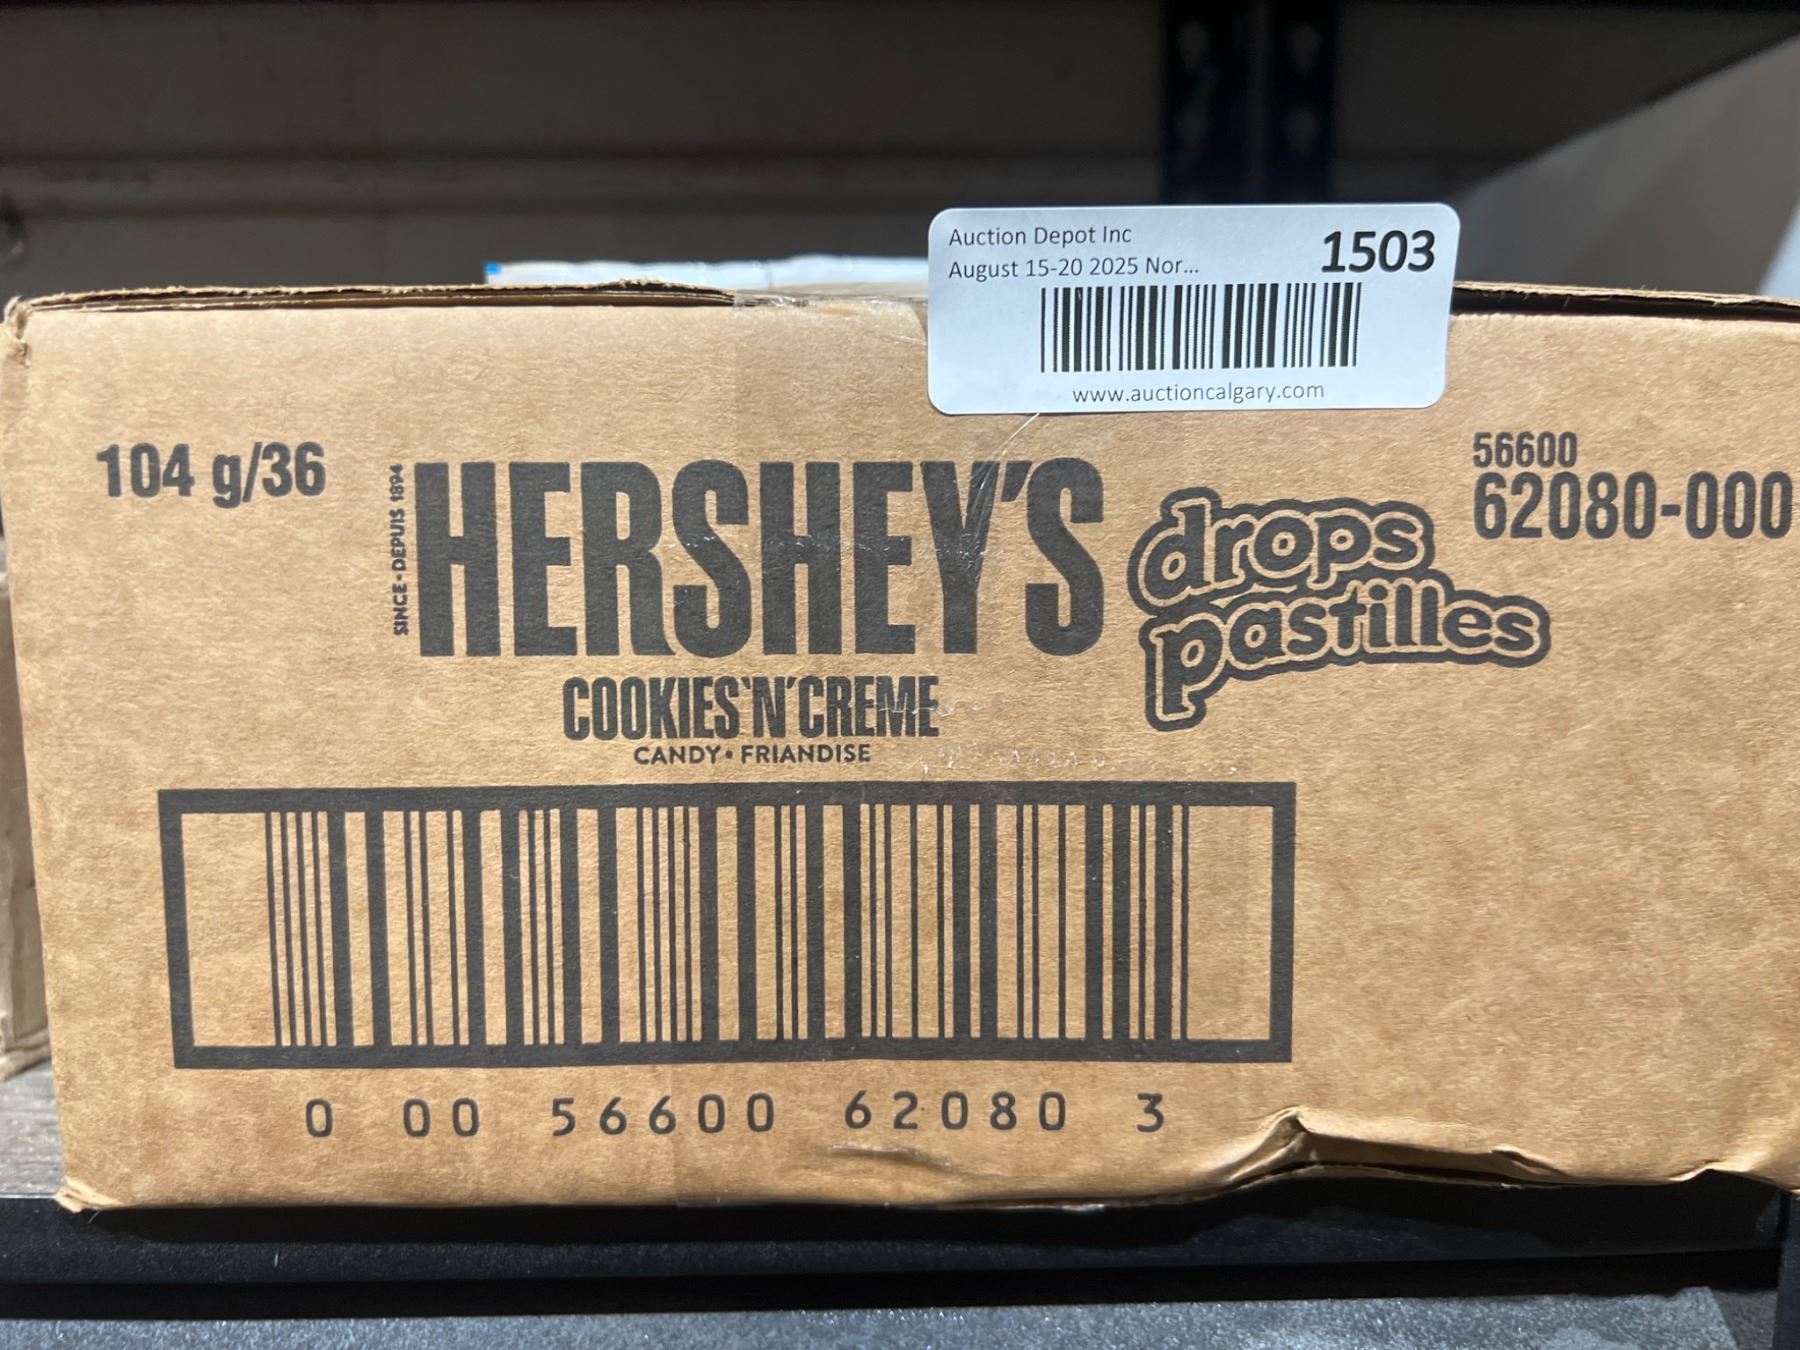 Auction Depot Inc
1503
August 15-20 2025 Nor...
www.auctioncalgary.com
104 g/36
SINCE•DEPUIS 1894
HERSHEY'S
drops
pastilles
56600
62080-000
COOKIES'N'CREME
CANDY•FRIANDISE
0 00 56600 62080 3